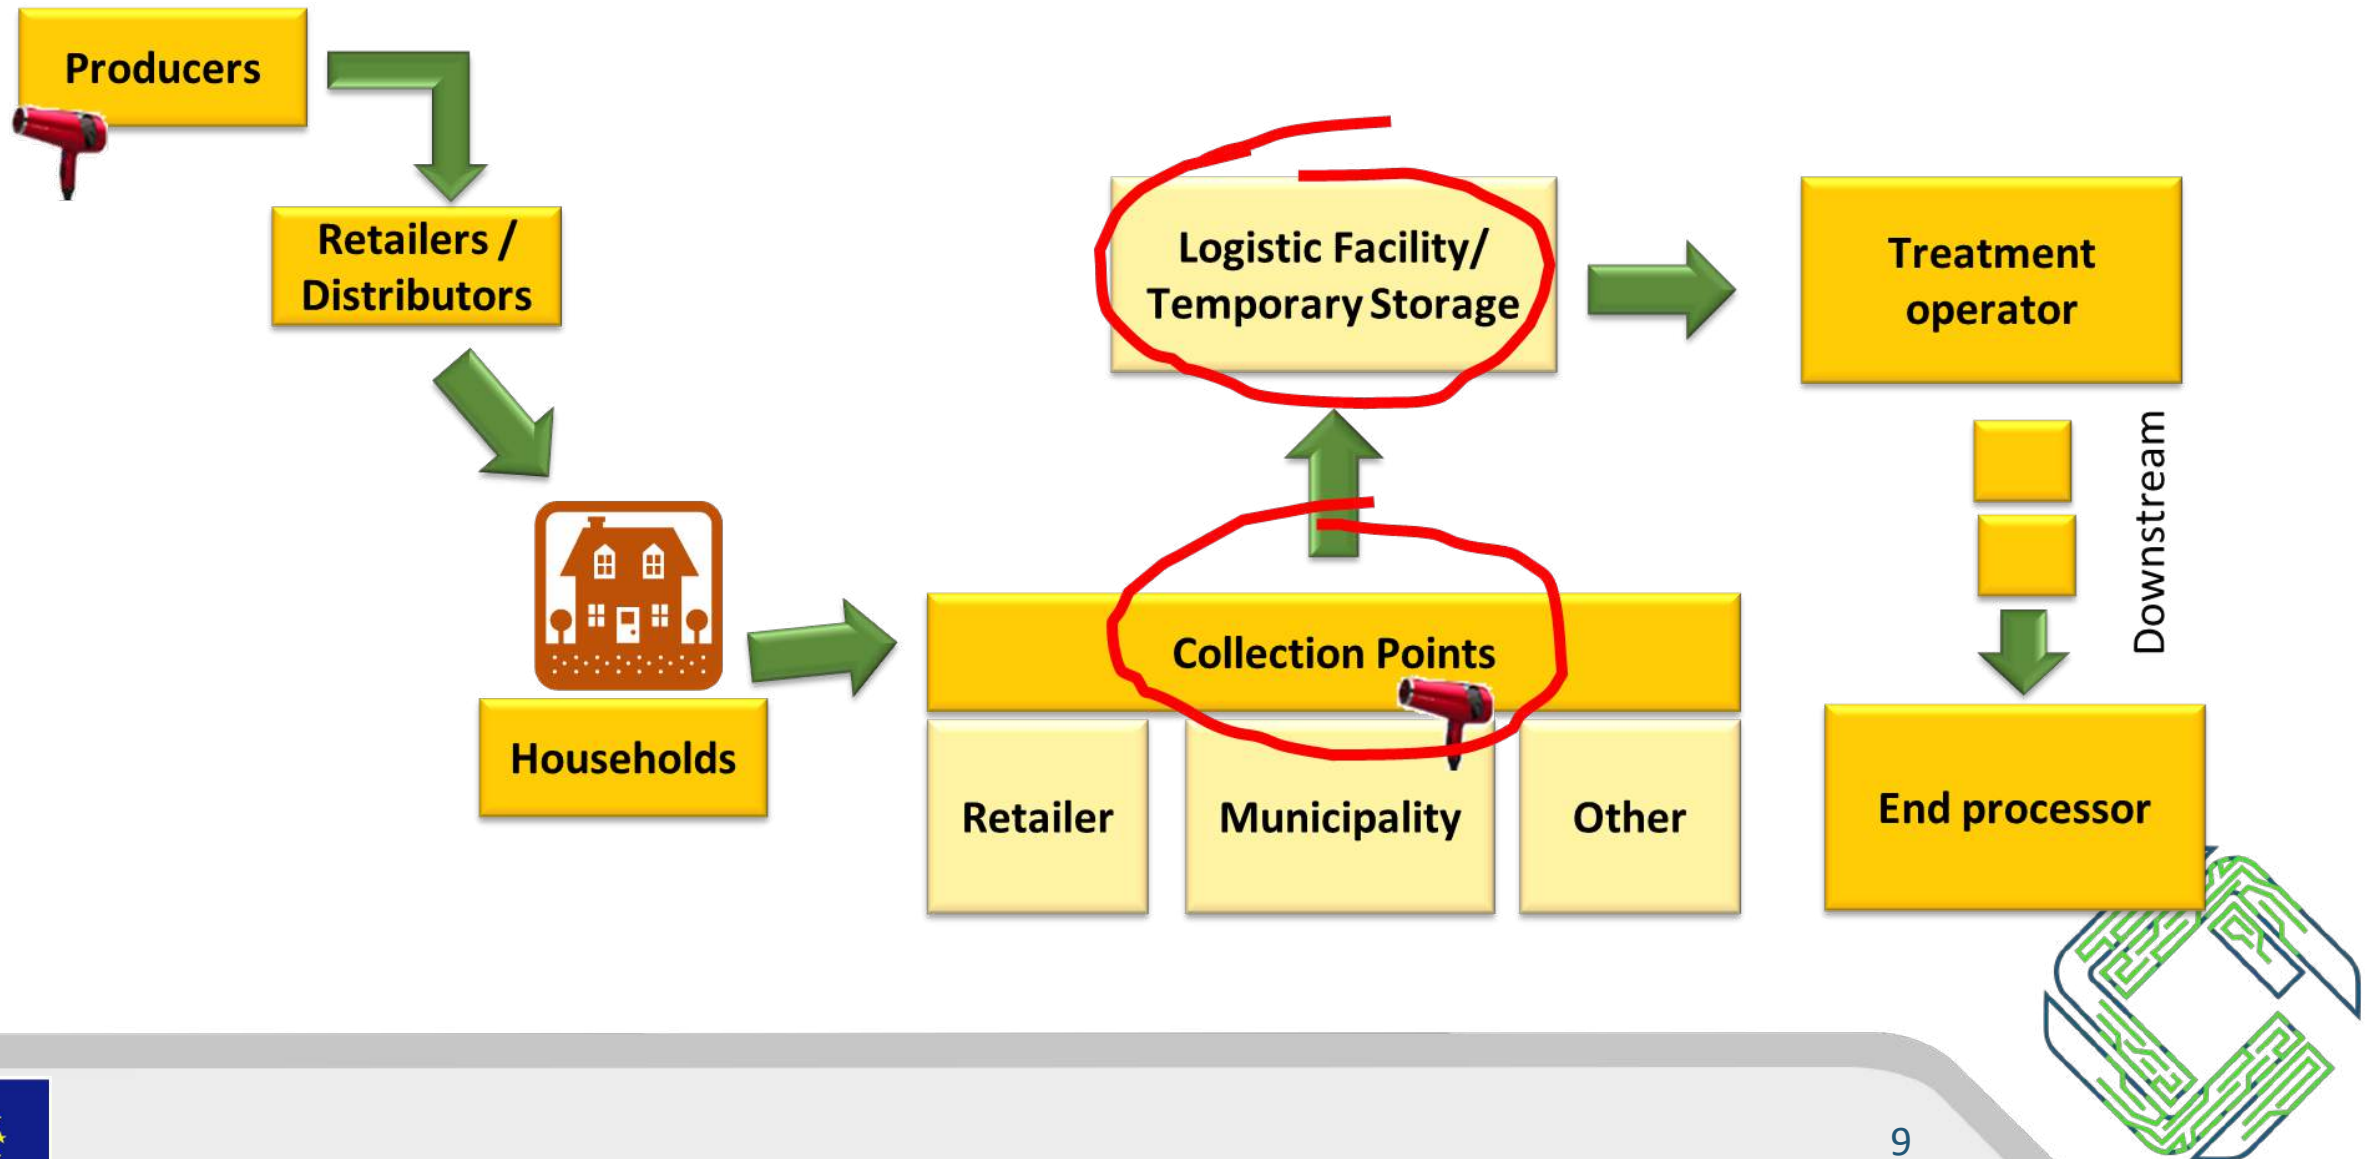 Producers
Retailers /
Distributors
Households
Collection Points
Retailer
Municipality
Other
Logistic Facility/
Temporary Storage
Treatment
operator
Downstream
End processor
9